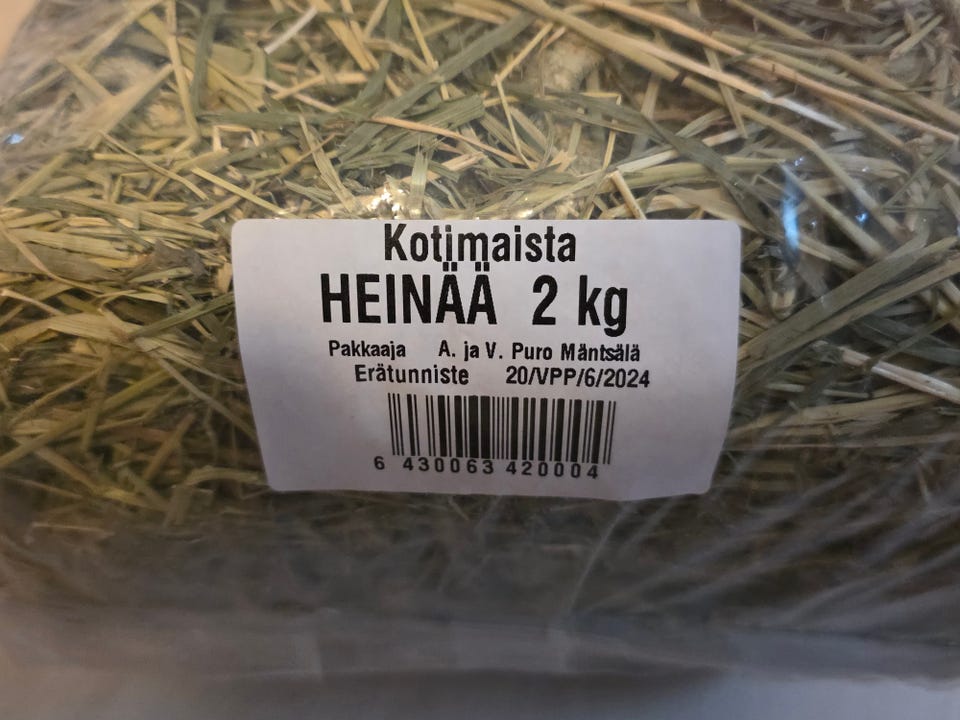 Kotimaista
HEINÄÄ 2 kg
Pakkaaja A. ja V. Puro Mäntsälä
Erätunniste 20/VPP/6/2024
6 430063 420004